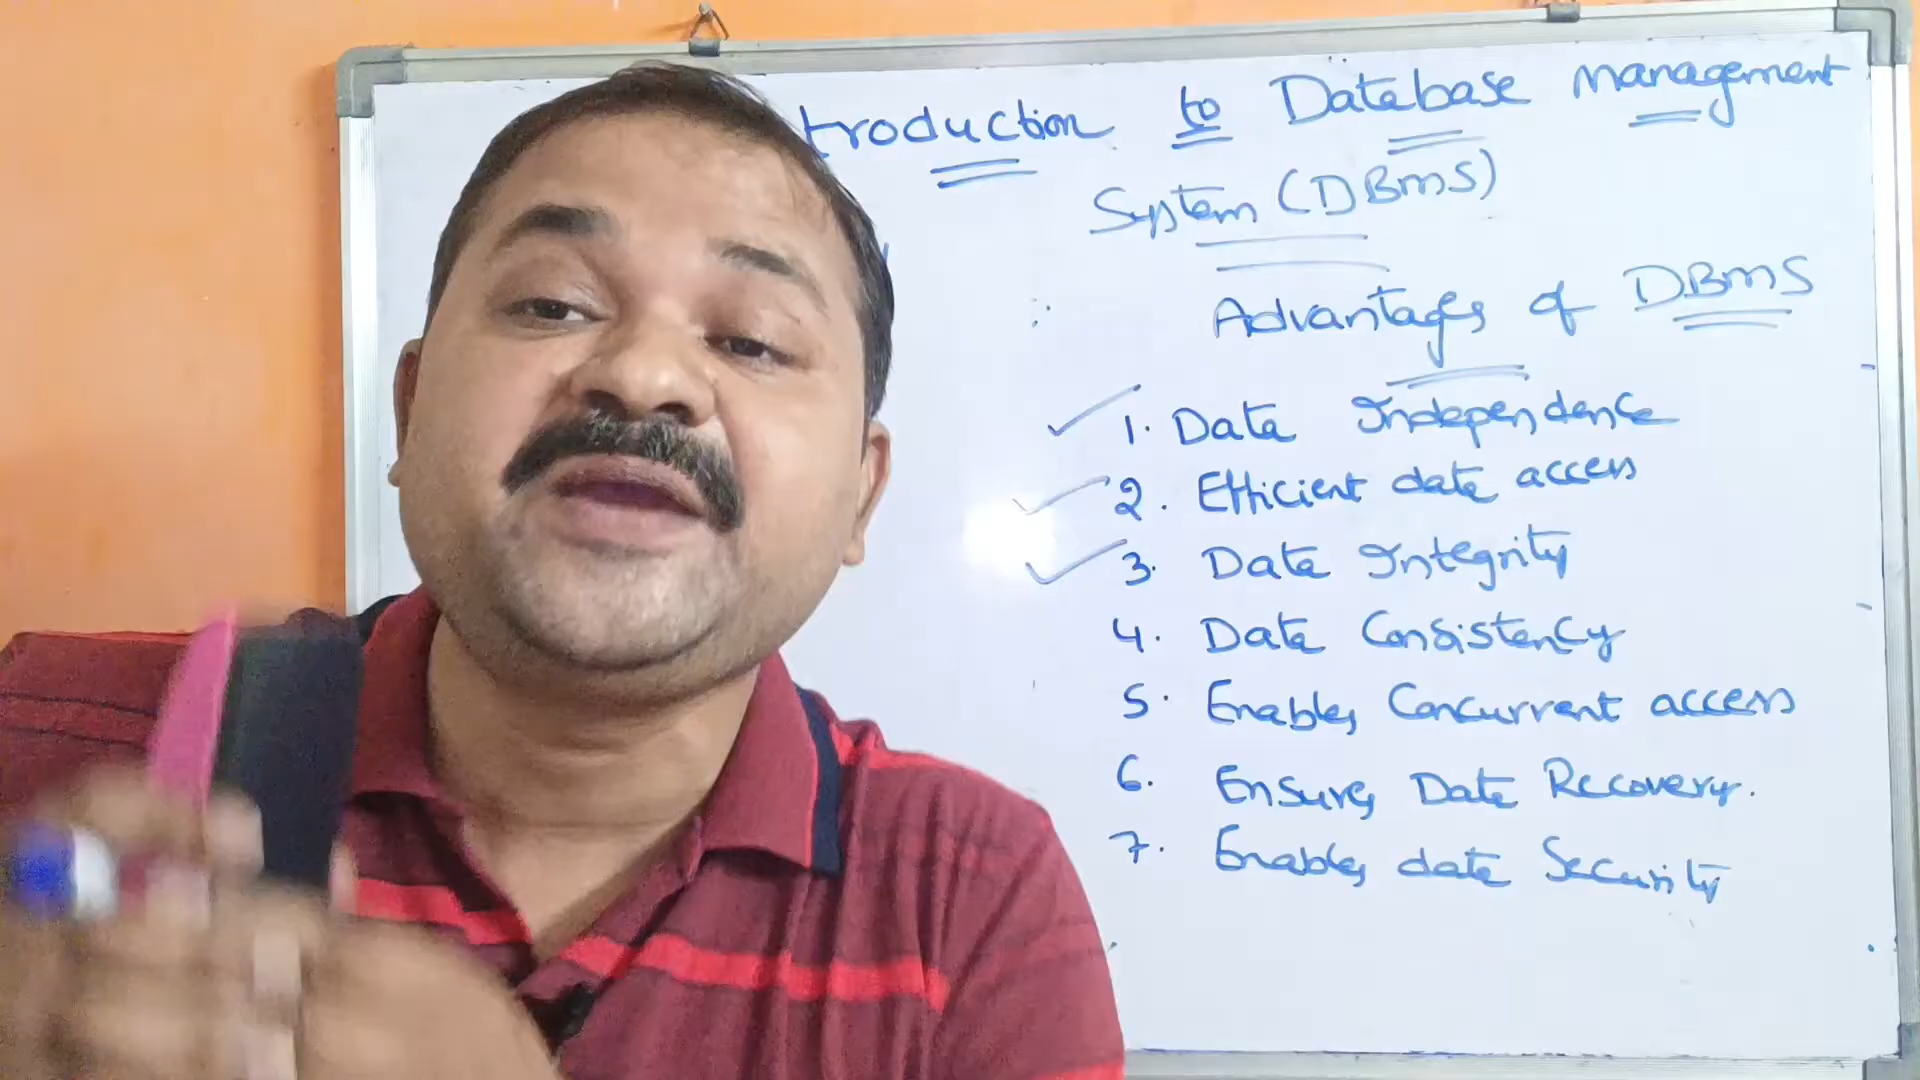 troduction to Database Management
System (DBMS)
Advantages of DBMS
1. Data Independence
2. Efficient data access
3. Data Integrity
4. Data Consistency
5. Enables Concurrent access
6. Ensures Data Recovery.
7. Enables data Security